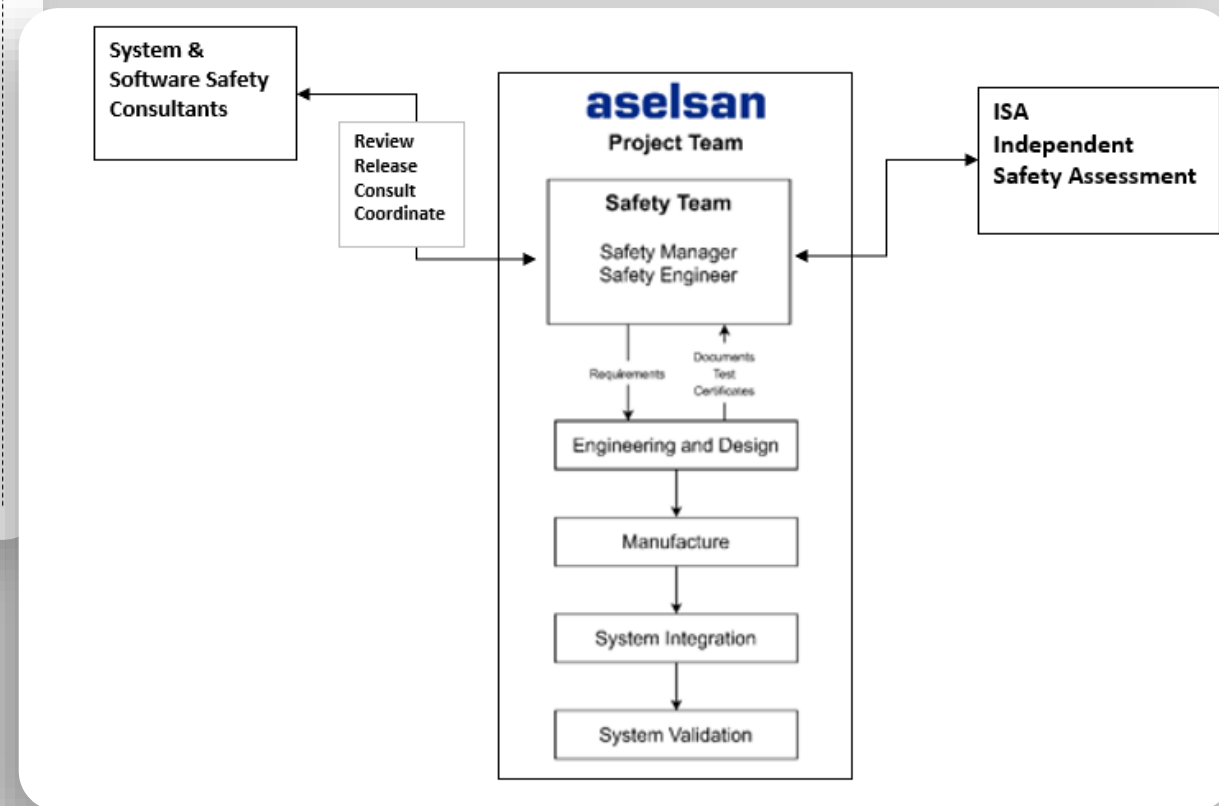 System &
Software Safety
Consultants
Review
Release
Consult
Coordinate
aselsan
Project Team
Safety Team
Safety Manager
Safety Engineer
Requirements
Documents
Test
Certificates
Engineering and Design
Manufacture
System Integration
System Validation
ISA
Independent
Safety Assessment